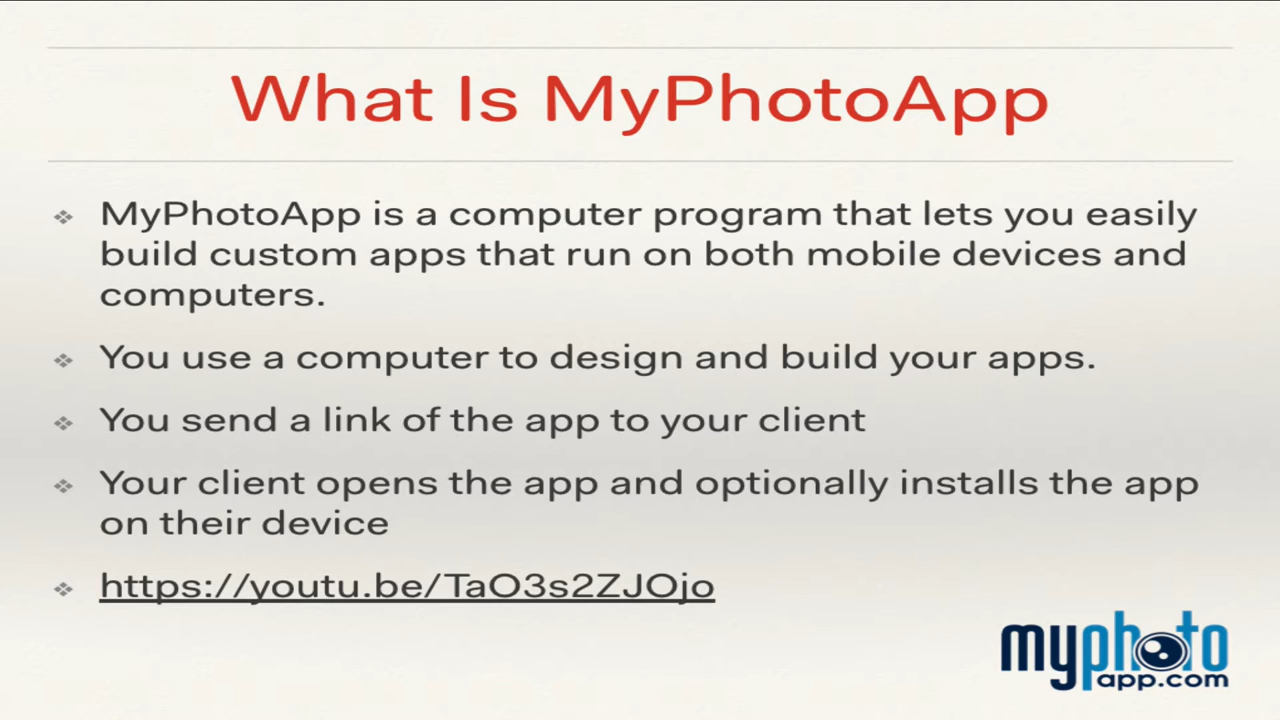 What Is MyPhotoApp
MyPhotoApp is a computer program that lets you easily
build custom apps that run on both mobile devices and
computers.
You use a computer to design and build your apps.
You send a link of the app to your client
Your client opens the app and optionally installs the app
on their device
https://youtu.be/TaO3s2ZJOjo
myphoto
app.com